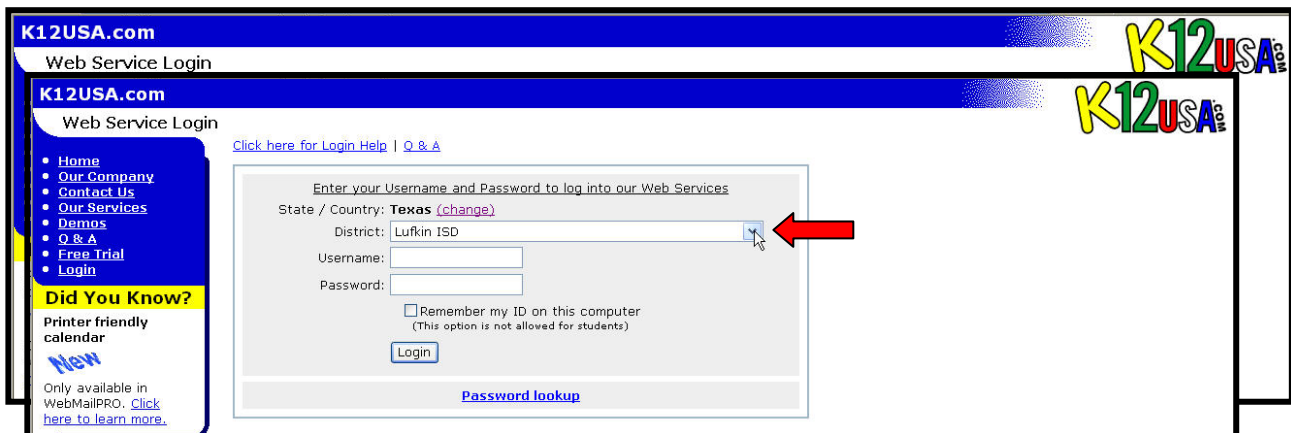 K12USA.com
K12USA.COM
Web Service Login
K12USA.com
K12USA.COM
Web Service Login
Click here for Login Help | Q & A
• Home
• Our Company
• Contact Us
• Our Services
• Demos
• Q & A
• Free Trial
• Login
Did You Know?
Printer friendly
calendar
New
Only available in
WebMailPRO. Click
here to learn more.
Enter your Username and Password to log into our Web Services
State / Country: Texas (change)
District: Lufkin ISD
Username:
Password:
Remember my ID on this computer
(This option is not allowed for students)
Login
Password lookup